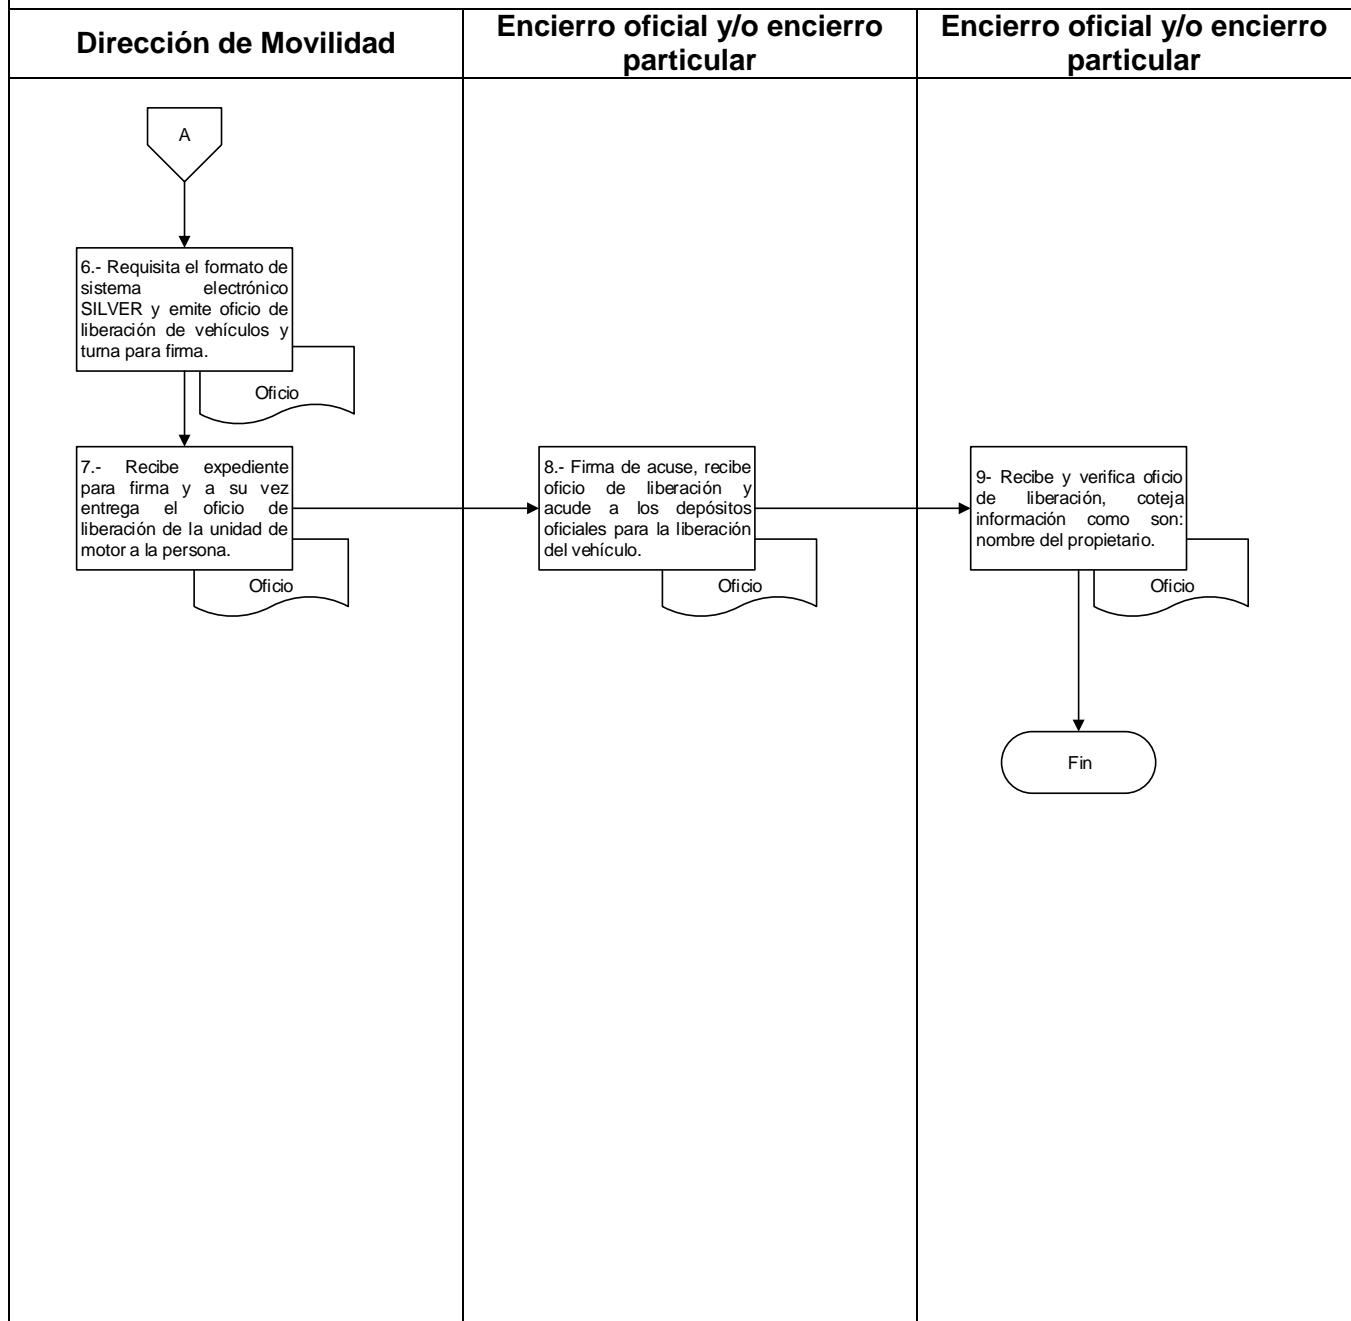 Dirección de Movilidad
Encierro oficial y/o encierro
particular
Encierro oficial y/o encierro
particular
A
6.- Requisita el formato de
sistema electrónico
SILVER y emite oficio de
liberación de vehículos y
turna para firma.
Oficio
7.- Recibe expediente
para firma y a su vez
entrega el oficio de
liberación de la unidad de
motor a la persona.
Oficio
8.- Firma de acuse, recibe
oficio de liberación y
acude a los depósitos
oficiales para la liberación
del vehículo.
Oficio
9- Recibe y verifica oficio
de liberación, coteja
información como son:
nombre del propietario.
Oficio
Fin